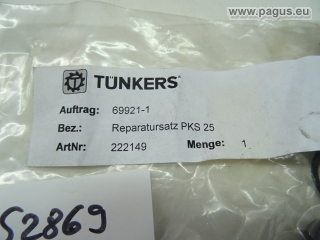 www.pagus.eu
TÜNKERS®
Auftrag: 69921-1
Bez.: Reparatursatz PKS 25
ArtNr: 222149 Menge: 1
52869